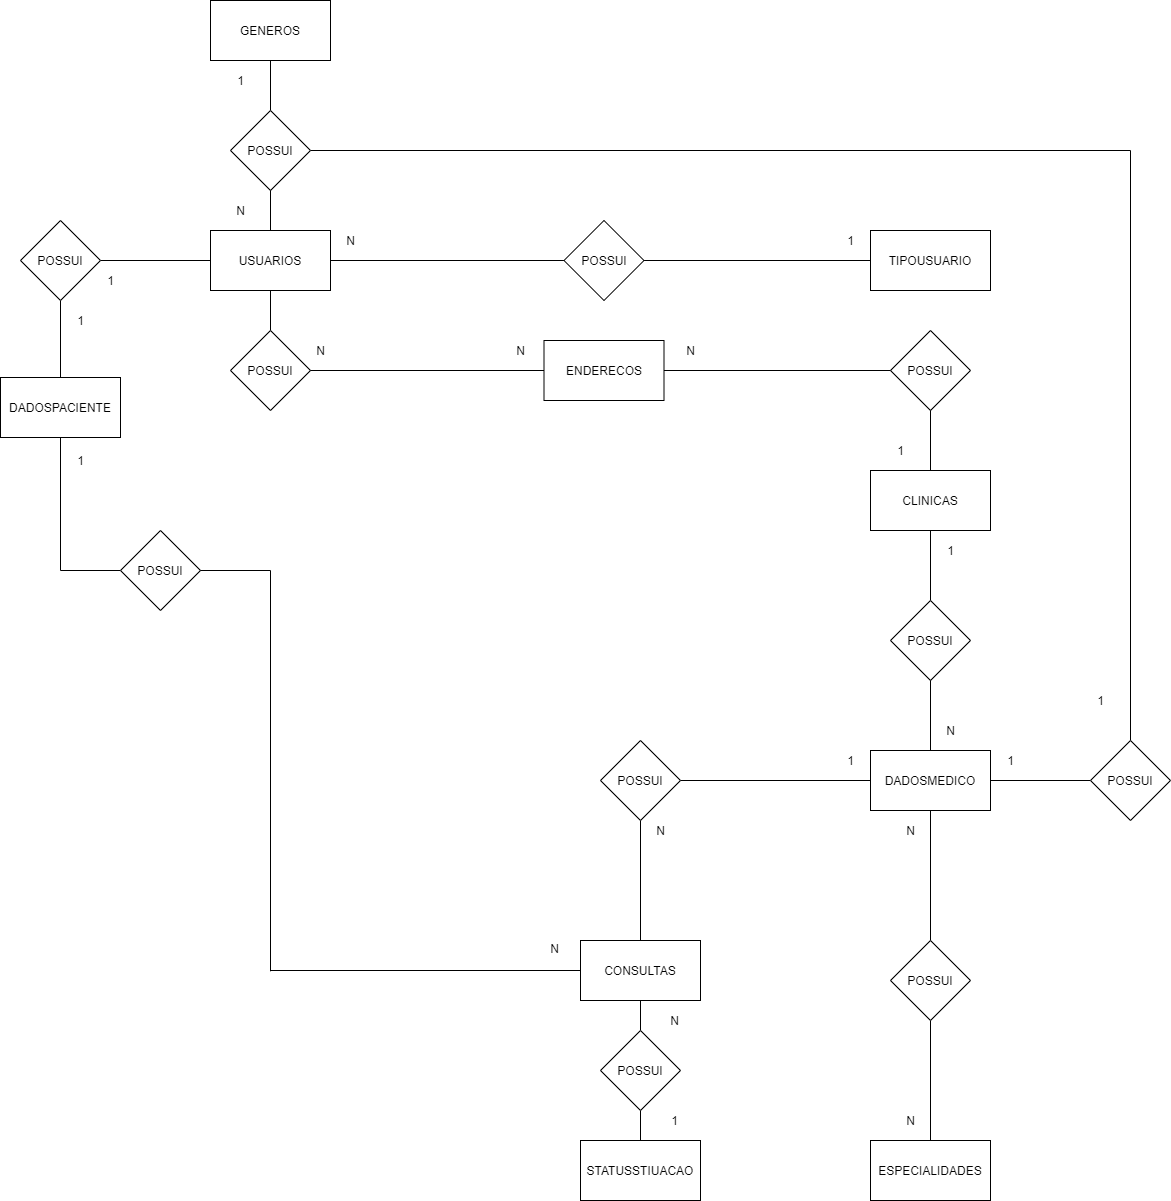 GENEROS
1
POSSUI
N
POSSUI
1
USUARIOS
N
POSSUI
1
TIPOUSUARIO
1
POSSUI
N
N
ENDERECOS
N
POSSUI
DADOSPACIENTE
1
1
CLINICAS
1
POSSUI
POSSUI
1
N
POSSUI
1
DADOSMEDICO
1
POSSUI
N
N
N
CONSULTAS
POSSUI
N
POSSUI
1
N
STATUSSTIUACAO
ESPECIALIDADES